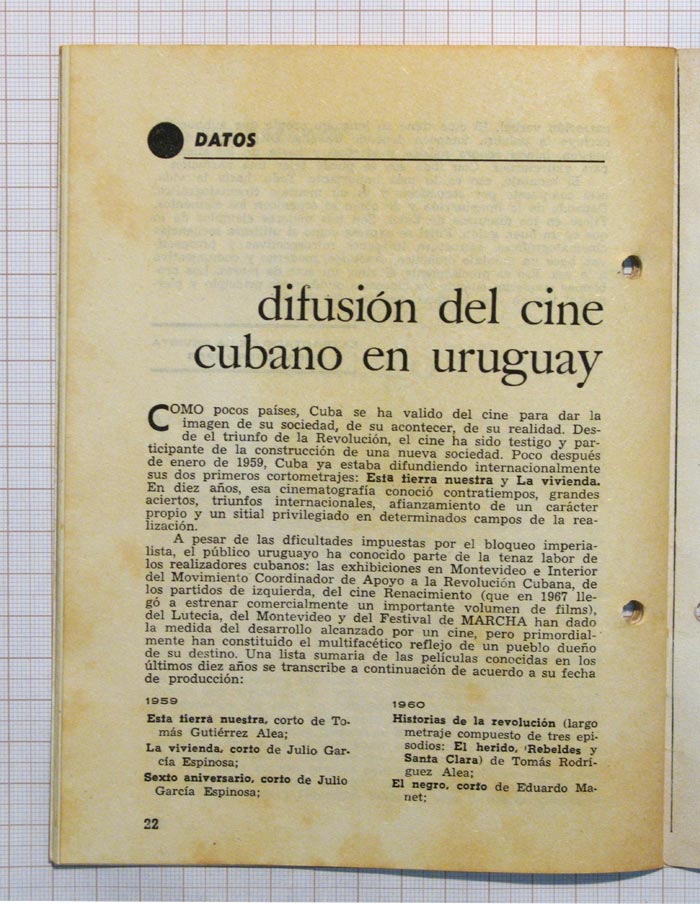 DATOS
difusión del cine
cubano en uruguay
COMO pocos países, Cuba se ha valido del cine para dar la
imagen de su sociedad, de su acontecer, de su realidad. Des-
de el triunfo de la Revolución, el cine ha sido testigo y par-
ticipante de la construcción de una nueva sociedad. Poco después
de enero de 1959, Cuba ya estaba difundiendo internacionalmente
sus dos primeros cortometrajes: Esta tierra nuestra y La vivienda.
En diez años, esa cinematografía conoció contratiempos, grandes
aciertos, triunfos internacionales, afianzamiento de un carácter
propio y un sitial privilegiado en determinados campos de la rea-
lización.
A pesar de las dficultades impuestas por el bloqueo imperia-
lista, el público uruguayo ha conocido parte de la tenaz labor de
los realizadores cubanos: las exhibiciones en Montevideo e Interior
del Movimiento Coordinador de Apoyo a la Revolución Cubana, de
los partidos de izquierda, del cine Renacimiento (que en 1967 lle-
gó a estrenar comercialmente un importante volumen de films),
del Lutecia, del Montevideo y del Festival de MARCHA han dado
la medida del desarrollo alcanzado por un cine, pero primordial-
mente han constituido el multifacético reflejo de un pueblo dueño
de su destino. Una lista sumaria de las películas conocidas en los
últimos diez años se transcribe a continuación de acuerdo a su fecha
de producción:
1959
Esta tierra nuestra, corto de To-
más Gutiérrez Alea;
La vivienda, corto de Julio Gar-
cía Espinosa;
Sexto aniversario, corto de Julio
García Espinosa;
1960
Historias de la revolución (largo
metraje compuesto de tres epi-
sodios: El herido, Rebeldes y
Santa Clara) de Tomás Rodrí-
guez Alea;
El negro, corto de Eduardo Ma-
net;
22